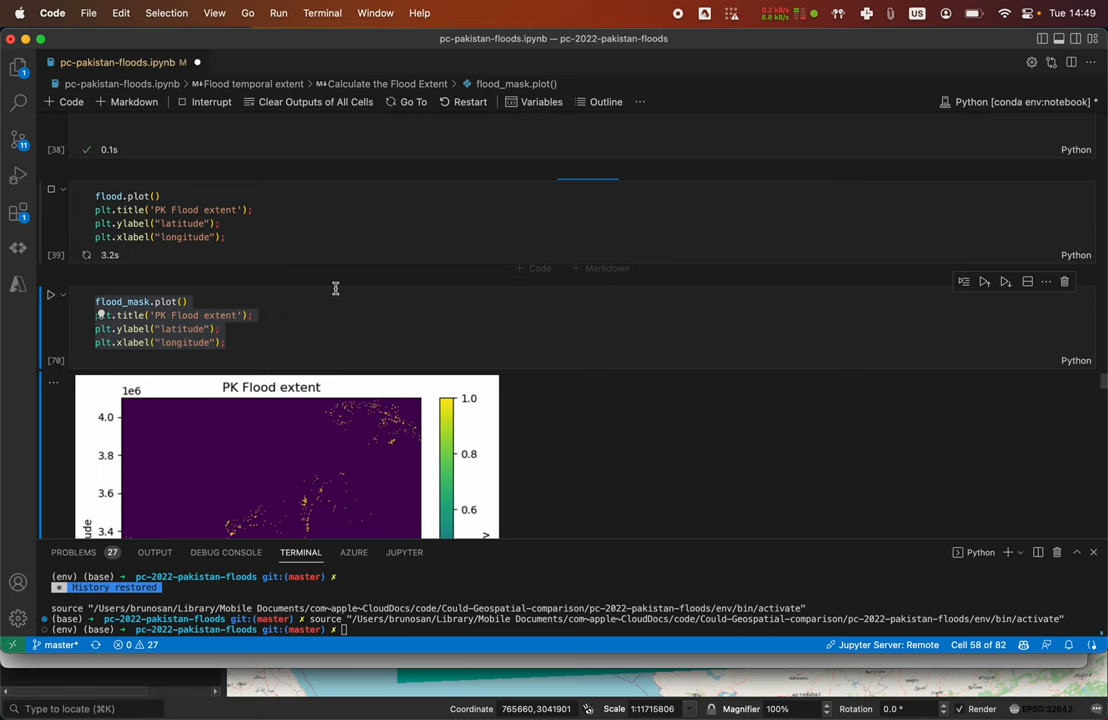 Code File Edit Selection View Go Run Terminal Window Help 0.2 kB/s 8.8 kB/s US Tue 14:49
pc-pakistan-floods.ipynb — pc-2022-pakistan-floods
pc-pakistan-floods.ipynb M
pc-pakistan-floods.ipynb > M↓Flood temporal extent > M↓Calculate the Flood Extent > flood_mask.plot()
+ Code + Markdown Interrupt Clear Outputs of All Cells Go To Restart Variables Outline ··· Python [conda env:notebook] *
[38] 0.1s Python
flood.plot()
plt.title('PK Flood extent');
plt.ylabel("latitude");
plt.xlabel("longitude");
[39] 3.2s Python
+ Code + Markdown
flood_mask.plot()
plt.title('PK Flood extent');
plt.ylabel("latitude");
plt.xlabel("longitude");
[70] Python
PK Flood extent
1e6
4.0
3.8
3.6
3.4
1.0
0.8
0.6
PROBLEMS 27 OUTPUT DEBUG CONSOLE TERMINAL AZURE JUPYTER Python
(env) (base) → pc-2022-pakistan-floods git:(master) ✗
* History restored
source "/Users/brunosan/Library/Mobile Documents/com~apple~CloudDocs/code/Could-Geospatial-comparison/pc-2022-pakistan-floods/env/bin/activate"
(base) → pc-2022-pakistan-floods git:(master) ✗ source "/Users/brunosan/Library/Mobile Documents/com~apple~CloudDocs/code/Could-Geospatial-comparison/pc-2022-pakistan-floods/env/bin/activate"
(env) (base) → pc-2022-pakistan-floods git:(master) ✗
master* 0 27 Jupyter Server: Remote Cell 58 of 82
Type to locate (⌘K) Coordinate 765660,3041901 Scale 1:11715806 Magnifier 100% Rotation 0.0 ° Render EPSG:32642